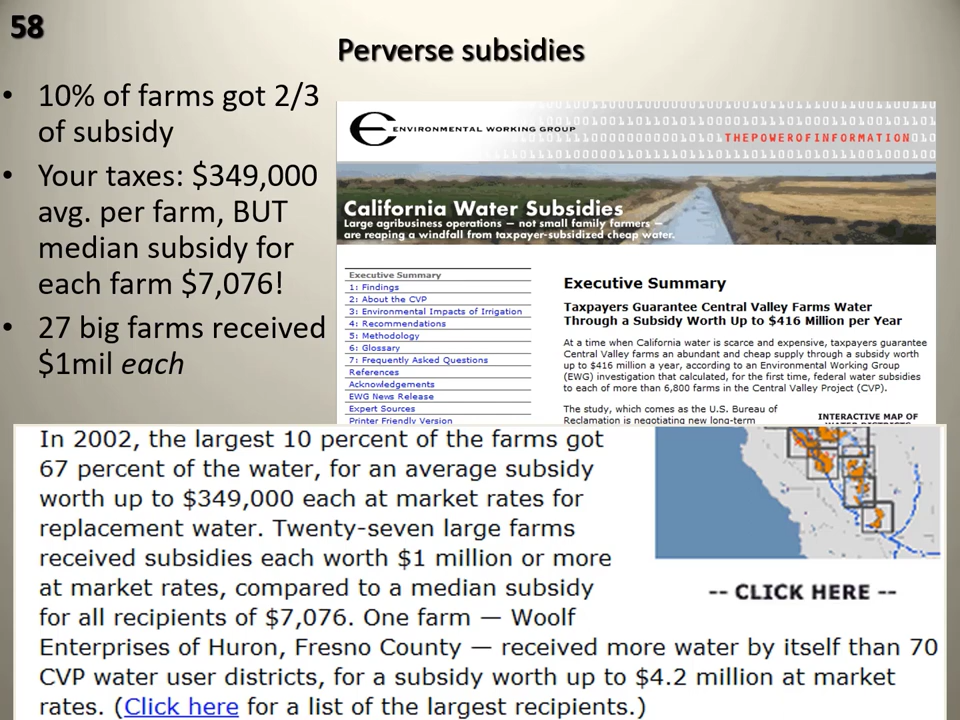 58
Perverse subsidies
• 10% of farms got 2/3
of subsidy
• Your taxes: $349,000
avg. per farm, BUT
median subsidy for
each farm $7,076!
• 27 big farms received
$1mil each
ENVIRONMENTAL WORKING GROUP
THEPOWEROFINFORMATION
California Water Subsidies
Large agribusiness operations — not small family farmers —
are reaping a windfall from taxpayer-subsidized cheap water.
Executive Summary
1: Findings
2: About the CVP
3: Environmental Impacts of Irrigation
4: Recommendations
5: Methodology
6: Glossary
7: Frequently Asked Questions
References
Acknowledgements
EWG News Release
Expert Sources
Printer Friendly Version
Executive Summary
Taxpayers Guarantee Central Valley Farms Water
Through a Subsidy Worth Up to $416 Million per Year
At a time when California water is scarce and expensive, taxpayers guarantee
Central Valley farms an abundant and cheap supply through a subsidy worth
up to $416 million a year, according to an Environmental Working Group
(EWG) investigation that calculated, for the first time, federal water subsidies
to each of more than 6,800 farms in the Central Valley Project (CVP).
The study, which comes as the U.S. Bureau of
Reclamation is negotiating new long-term
INTERACTIVE MAP OF
WATER DISTRICTS
In 2002, the largest 10 percent of the farms got
67 percent of the water, for an average subsidy
worth up to $349,000 each at market rates for
replacement water. Twenty-seven large farms
received subsidies each worth $1 million or more
at market rates, compared to a median subsidy
for all recipients of $7,076. One farm — Woolf
Enterprises of Huron, Fresno County — received more water by itself than 70
CVP water user districts, for a subsidy worth up to $4.2 million at market
rates. (Click here for a list of the largest recipients.)
-- CLICK HERE --